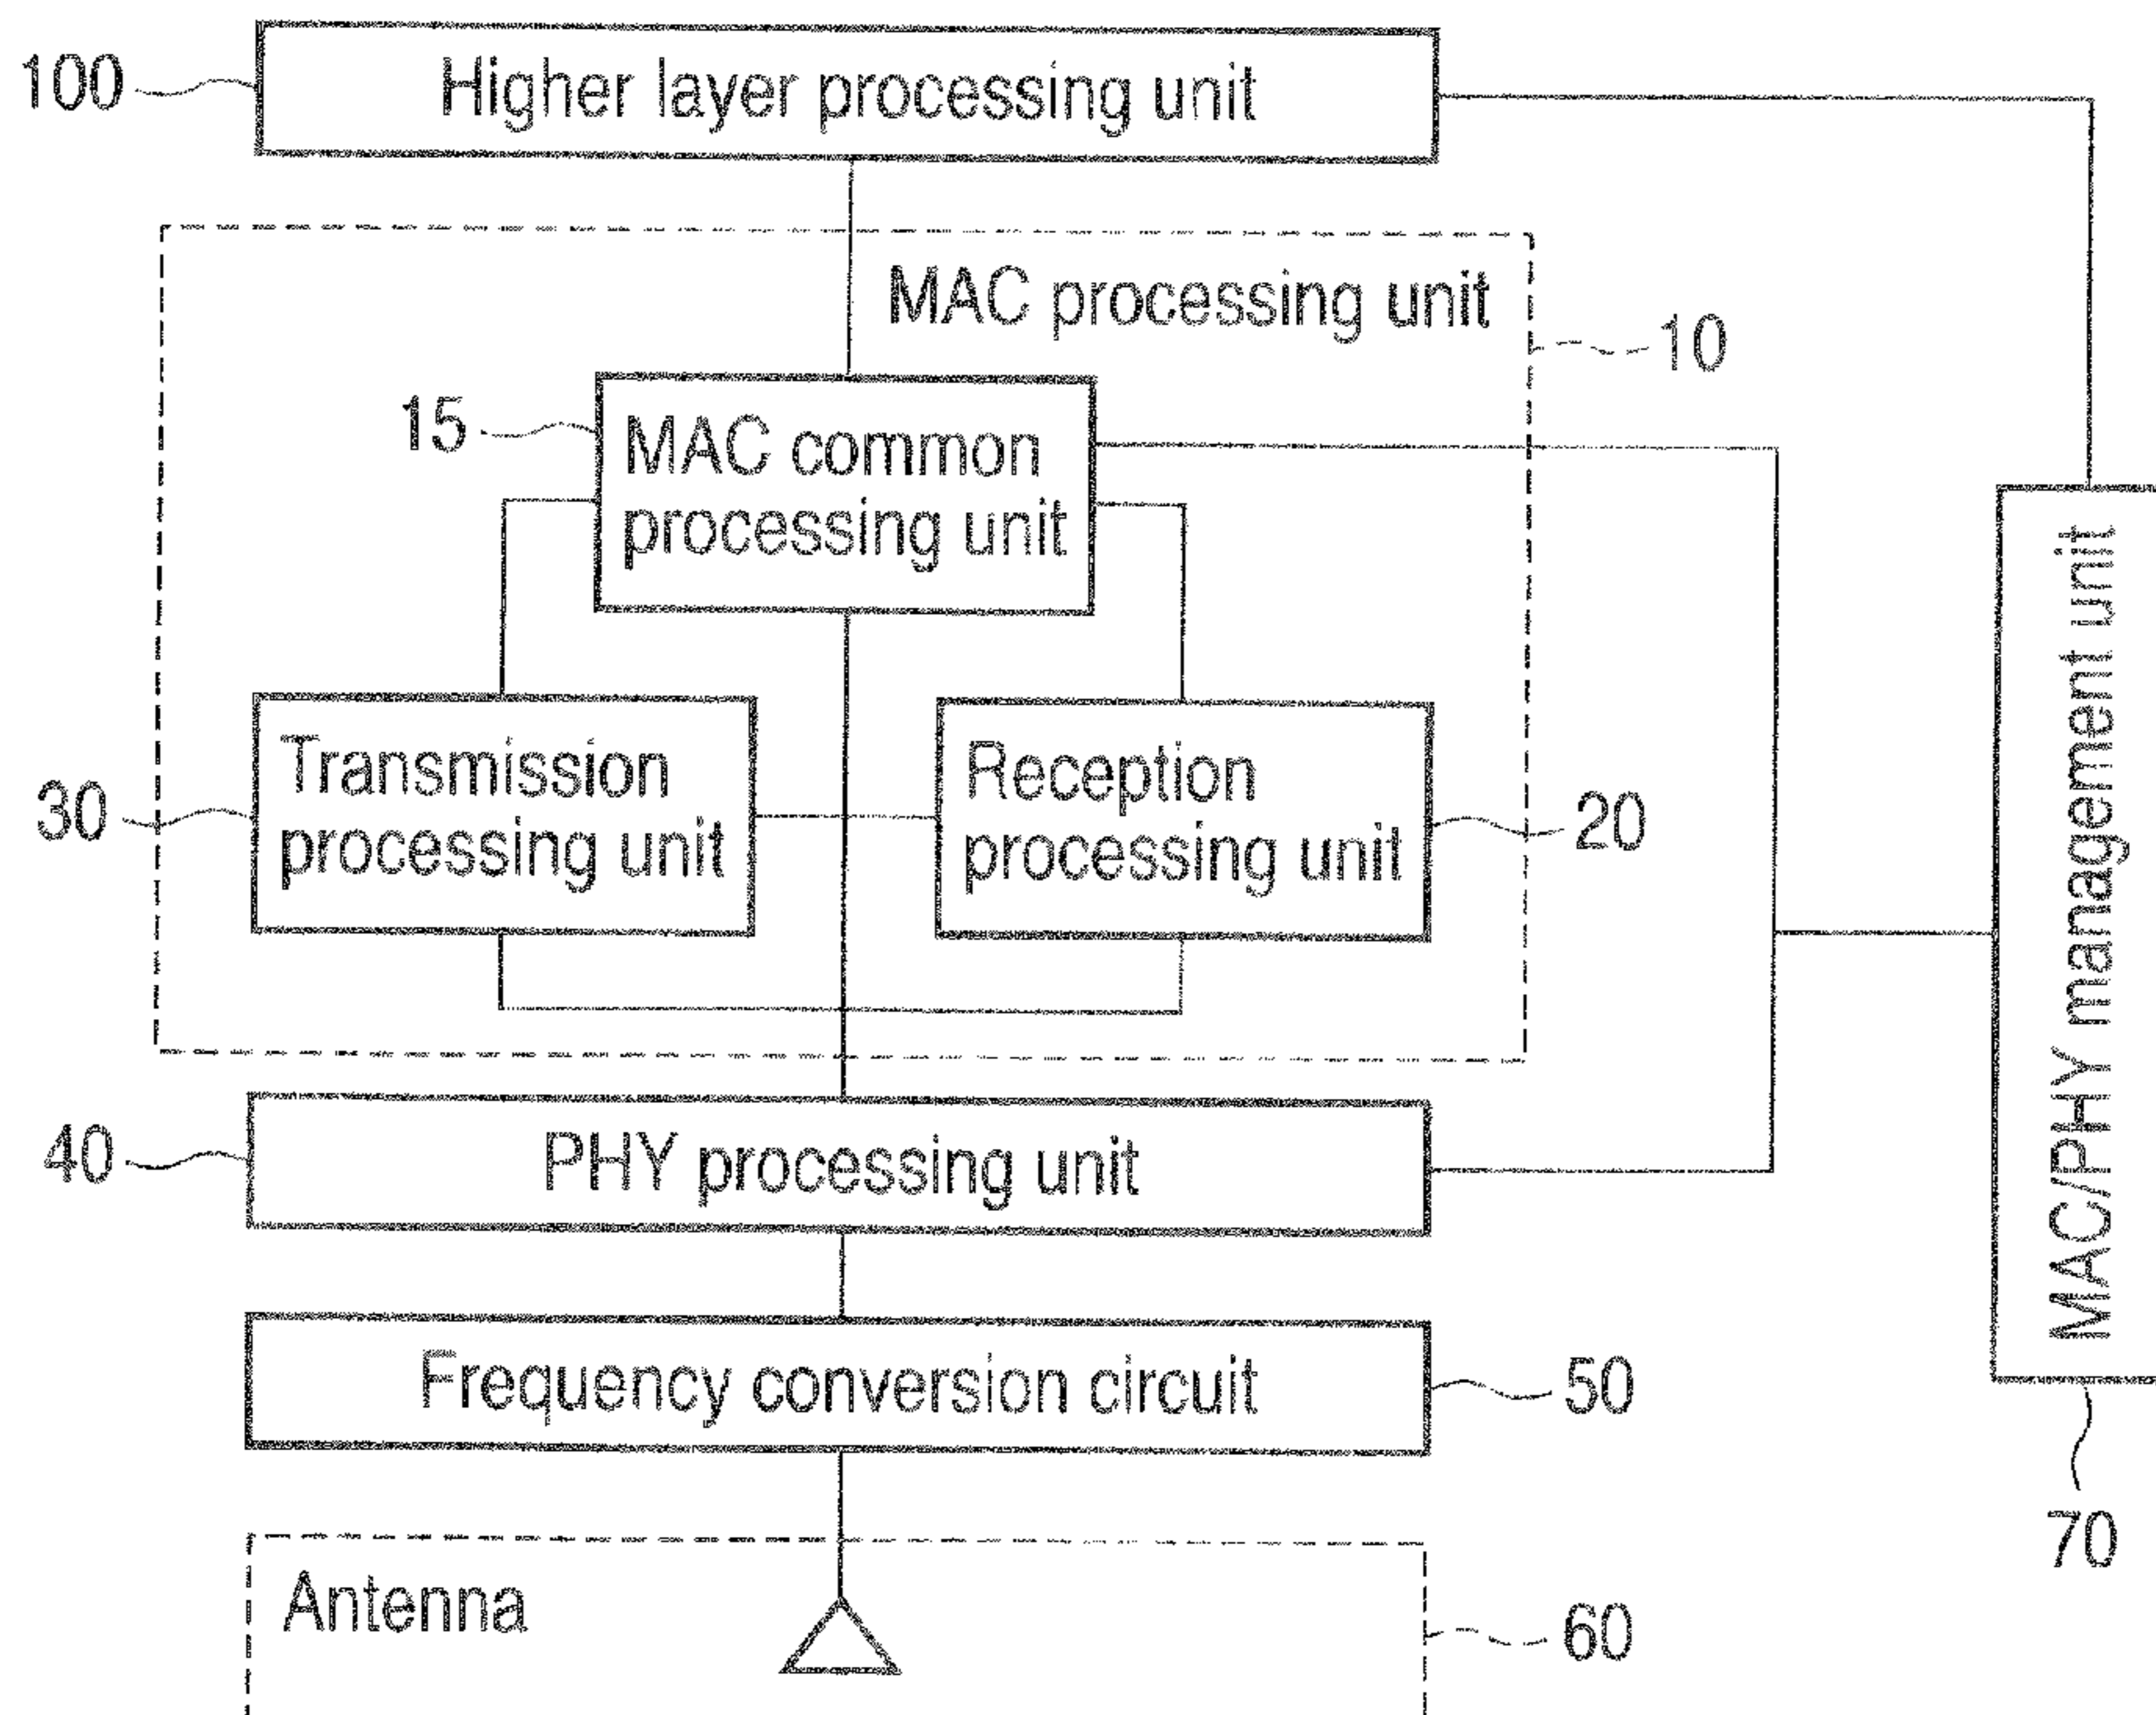 100
Higher layer processing unit
MAC processing unit
10
15
MAC common
processing unit
30
Transmission
processing unit
Reception
processing unit
20
MAC/PHY management unit
40
PHY processing unit
Frequency conversion circuit
50
70
Antenna
60